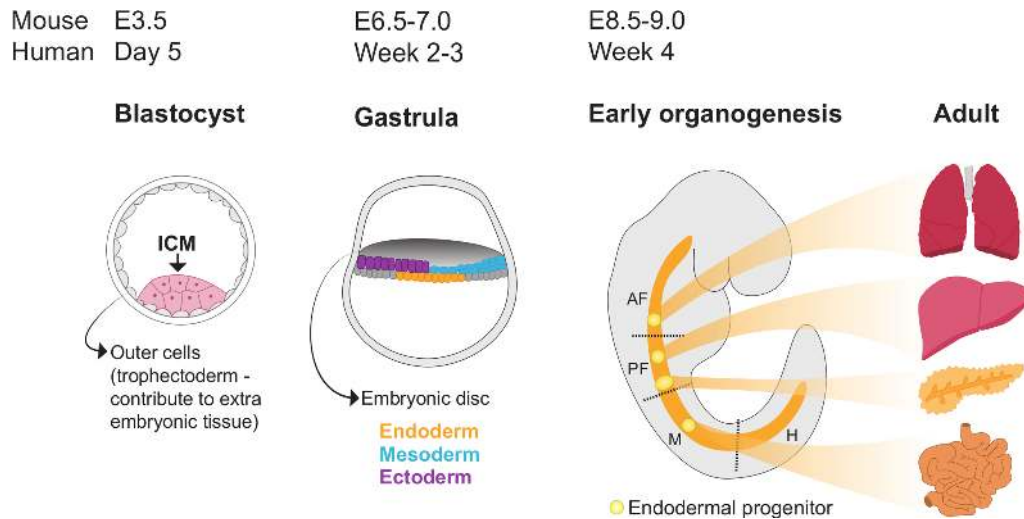 Mouse E3.5 E6.5-7.0 E8.5-9.0
Human Day 5 Week 2-3 Week 4
Blastocyst Gastrula Early organogenesis Adult
ICM
Outer cells
(trophectoderm -
contribute to extra
embryonic tissue)
Embryonic disc
Endoderm
Mesoderm
Ectoderm
AF
PF
M
H
Endodermal progenitor